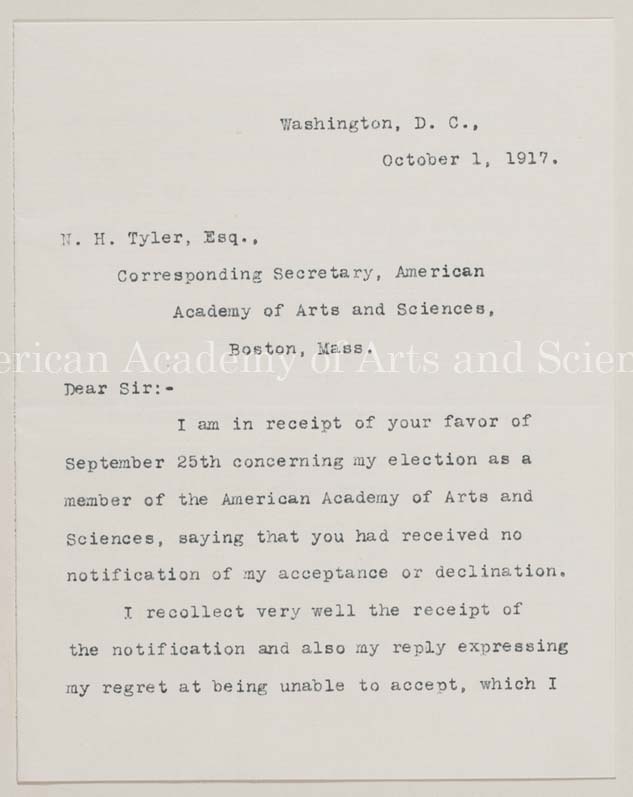 Washington, D. C.,
October 1, 1917.
N. H. Tyler, Esq.,
Corresponding Secretary, American
Academy of Arts and Sciences,
Boston, Mass.
erican Academy of Arts and Scien
Dear Sir:-
I am in receipt of your favor of
September 25th concerning my election as a
member of the American Academy of Arts and
Sciences, saying that you had received no
notification of my acceptance or declination.
I recollect very well the receipt of
the notification and also my reply expressing
my regret at being unable to accept, which I